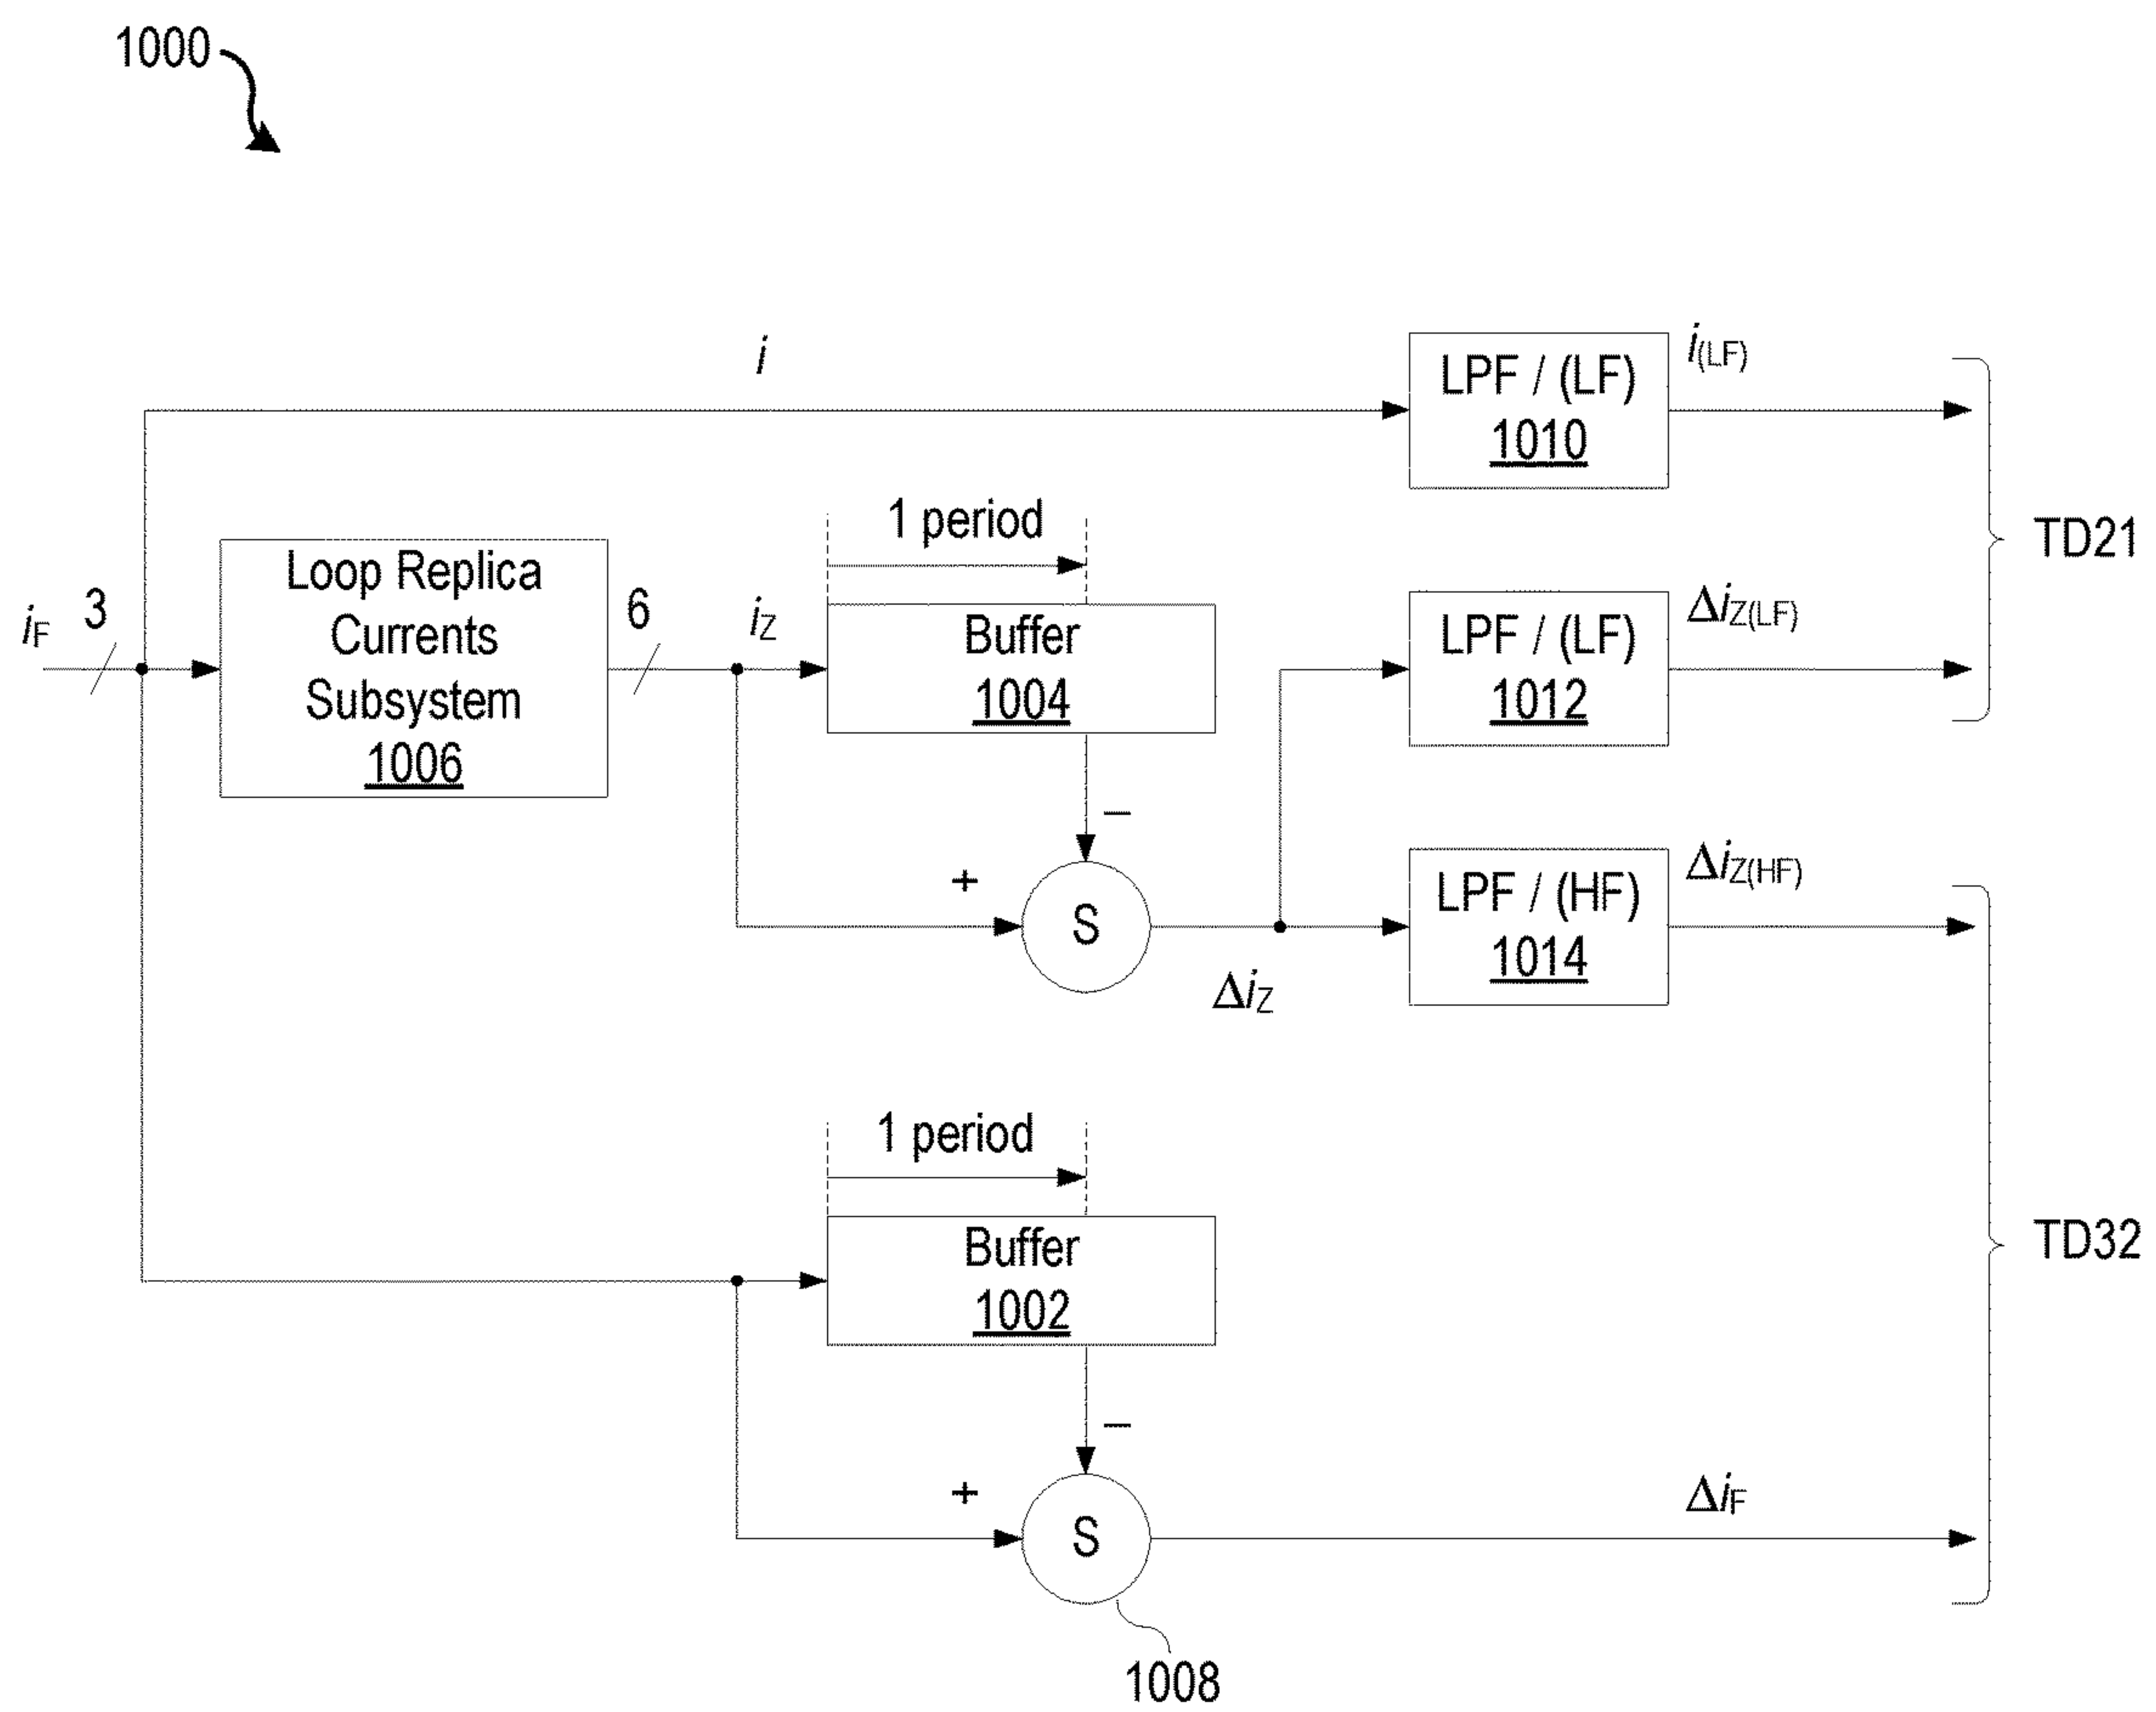 1000
i
LPF / (LF)
1010
i(LF)
TD21
1 period
iF
3
Loop Replica
Currents
Subsystem
1006
6
iZ
Buffer
1004
LPF / (LF)
1012
ΔiZ(LF)
–
+
S
ΔiZ
LPF / (HF)
1014
ΔiZ(HF)
TD32
1 period
Buffer
1002
–
+
S
ΔiF
1008